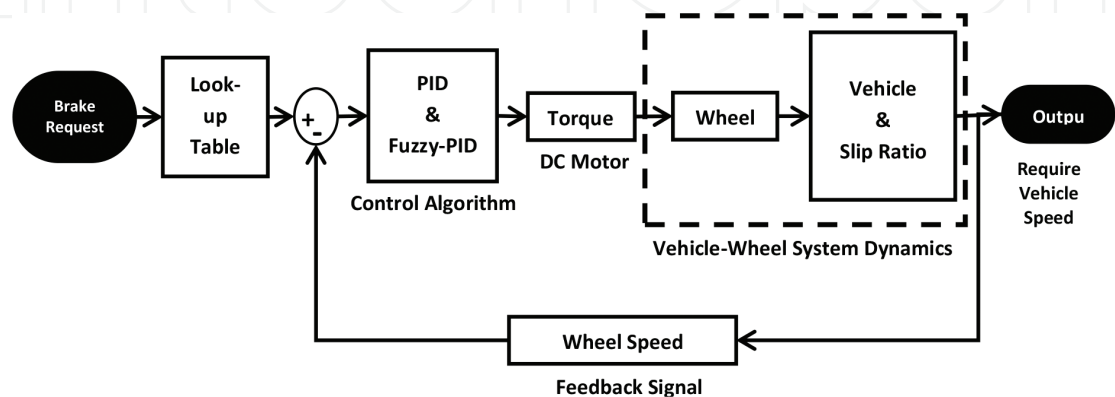 Brake
Request
Look-
up
Table
+
-
PID
&
Fuzzy-PID
Control Algorithm
Torque
DC Motor
Wheel
Vehicle
&
Slip Ratio
Vehicle-Wheel System Dynamics
Outpu
Require
Vehicle
Speed
Wheel Speed
Feedback Signal